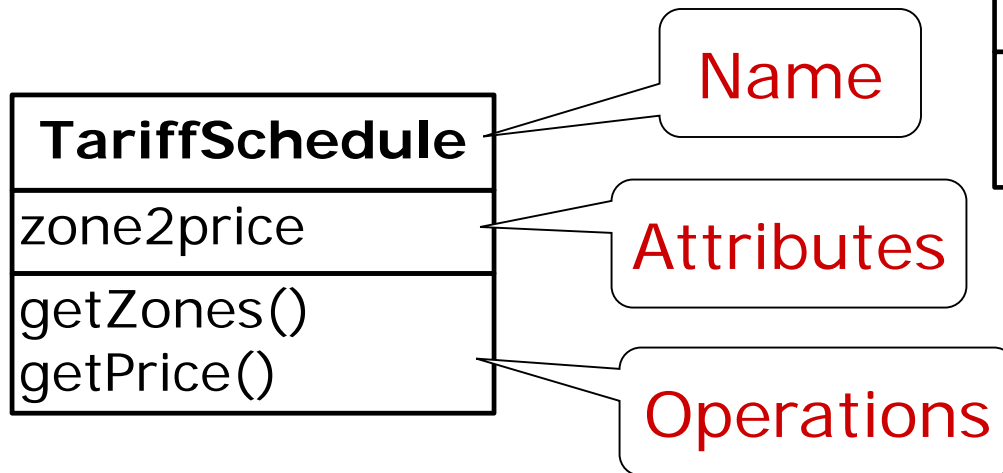 Name
TariffSchedule
zone2price
Attributes
getZones()
getPrice()
Operations